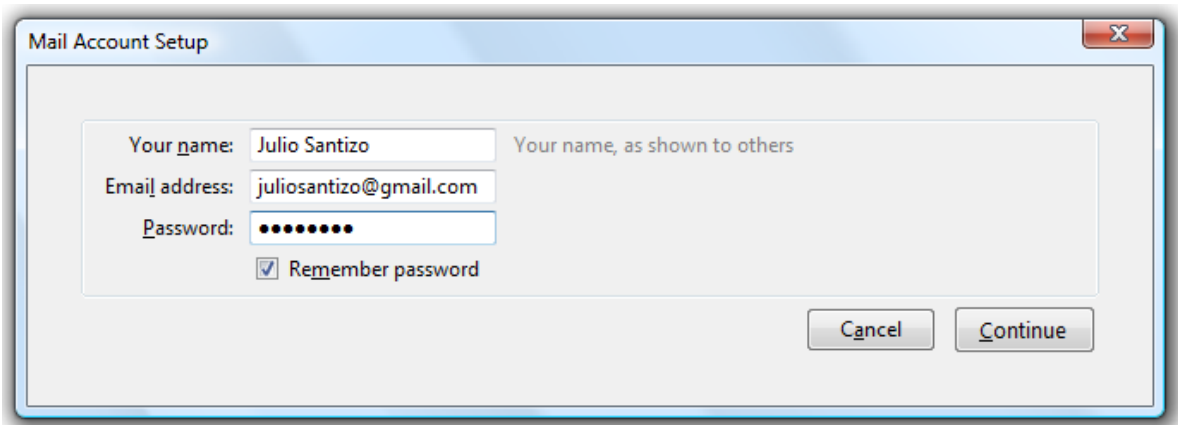 Mail Account Setup
Your name: Julio Santizo Your name, as shown to others
Email address: juliosantizo@gmail.com
Password: ●●●●●●●●
Remember password
Cancel Continue